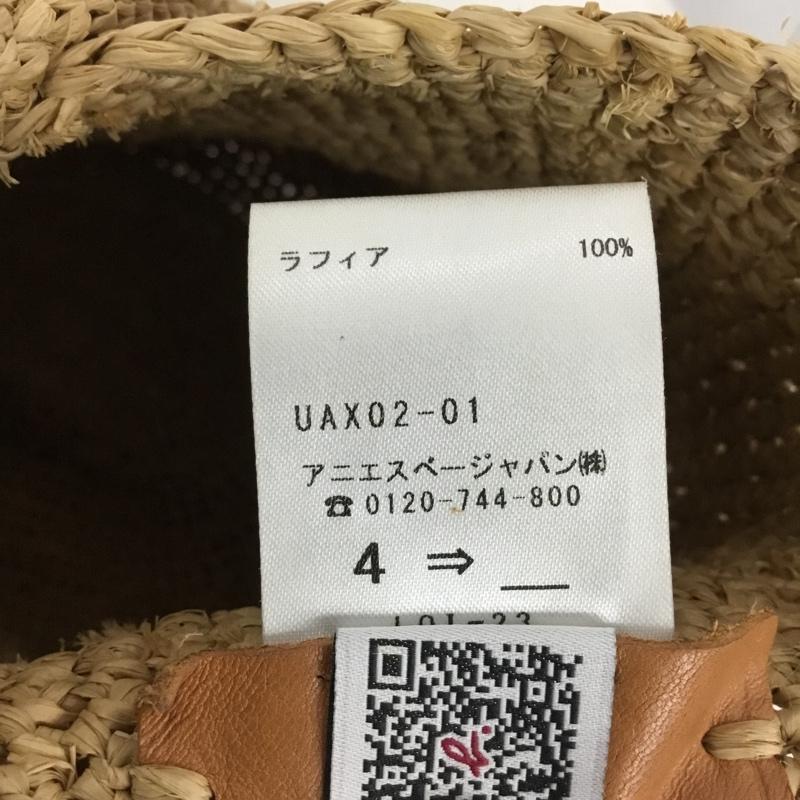 ラフィア 100%
UAX02-01
アニエスベージャパン㈱
☎0120-744-800
4 ⇒ __
b.